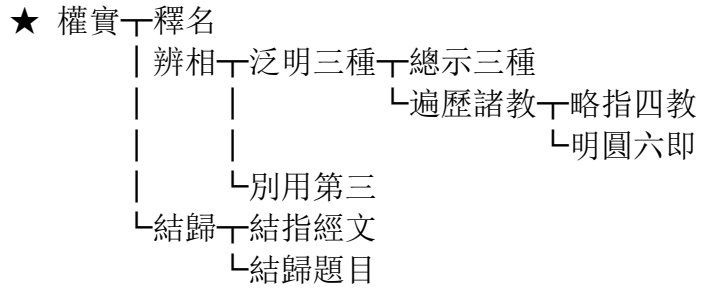 ★ 權實┬釋名
│辨相┬泛明三種┬總示三種
│　　│　　　　└遍歷諸教┬略指四教
│　　│　　　　　　　　　└明圓六即
│　　└別用第三
└結歸┬結指經文
└結歸題目